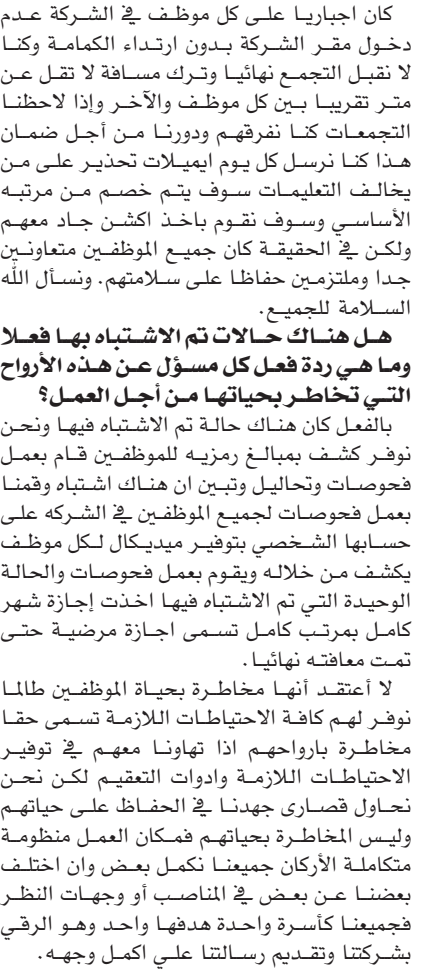 كان اجباريا على كل موظف في الشركة عدم
دخول مقر الشركة بدون ارتداء الكمامة وكنا
لا نقبل التجمع نهائيا وترك مسافة لا تقل عن
متر تقريبا بين كل موظف والآخر وإذا لاحظنا
التجمعات كنا نفرقهم ودورنا من أجل ضمان
هذا كنا نرسل كل يوم ايميلات تحذير على من
يخالف التعليمات سوف يتم خصم من مرتبه
الأساسي وسوف نقوم باخذ اكشن جاد معهم
ولكن في الحقيقة كان جميع الموظفين متعاونين
جدا وملتزمين حفاظا على سلامتهم. ونسأل الله
السلامة للجميع.
هل هناك حالات تم الاشتباه بها فعلا
وما هي ردة فعل كل مسؤل عن هذه الأرواح
التي تخاطر بحياتها من أجل العمل؟
بالفعل كان هناك حالة تم الاشتباه فيها ونحن
نوفر كشف بمبالغ رمزيه للموظفين قام بعمل
فحوصات وتحاليل وتبين ان هناك اشتباه وقمنا
بعمل فحوصات لجميع الموظفين في الشركه على
حسابها الشخصي بتوفير ميديكال لكل موظف
يكشف من خلاله ويقوم بعمل فحوصات والحالة
الوحيدة التي تم الاشتباه فيها اخذت إجازة شهر
كامل بمرتب كامل تسمى اجازة مرضية حتى
تمت معافته نهائيا.
لا أعتقد أنها مخاطرة بحياة الموظفين طالما
نوفر لهم كافة الاحتياطات اللازمة تسمى حقا
مخاطرة بارواحهم اذا تهاونا معهم في توفير
الاحتياطات اللازمة وادوات التعقيم لكن نحن
نحاول قصارى جهدنا في الحفاظ على حياتهم
وليس المخاطرة بحياتهم فمكان العمل منظومة
متكاملة الأركان جميعنا نكمل بعض وان اختلف
بعضنا عن بعض في المناصب أو وجهات النظر
فجميعنا كأسرة واحدة هدفها واحد وهو الرقي
بشركتنا وتقديم رسالتنا علي اكمل وجهه.